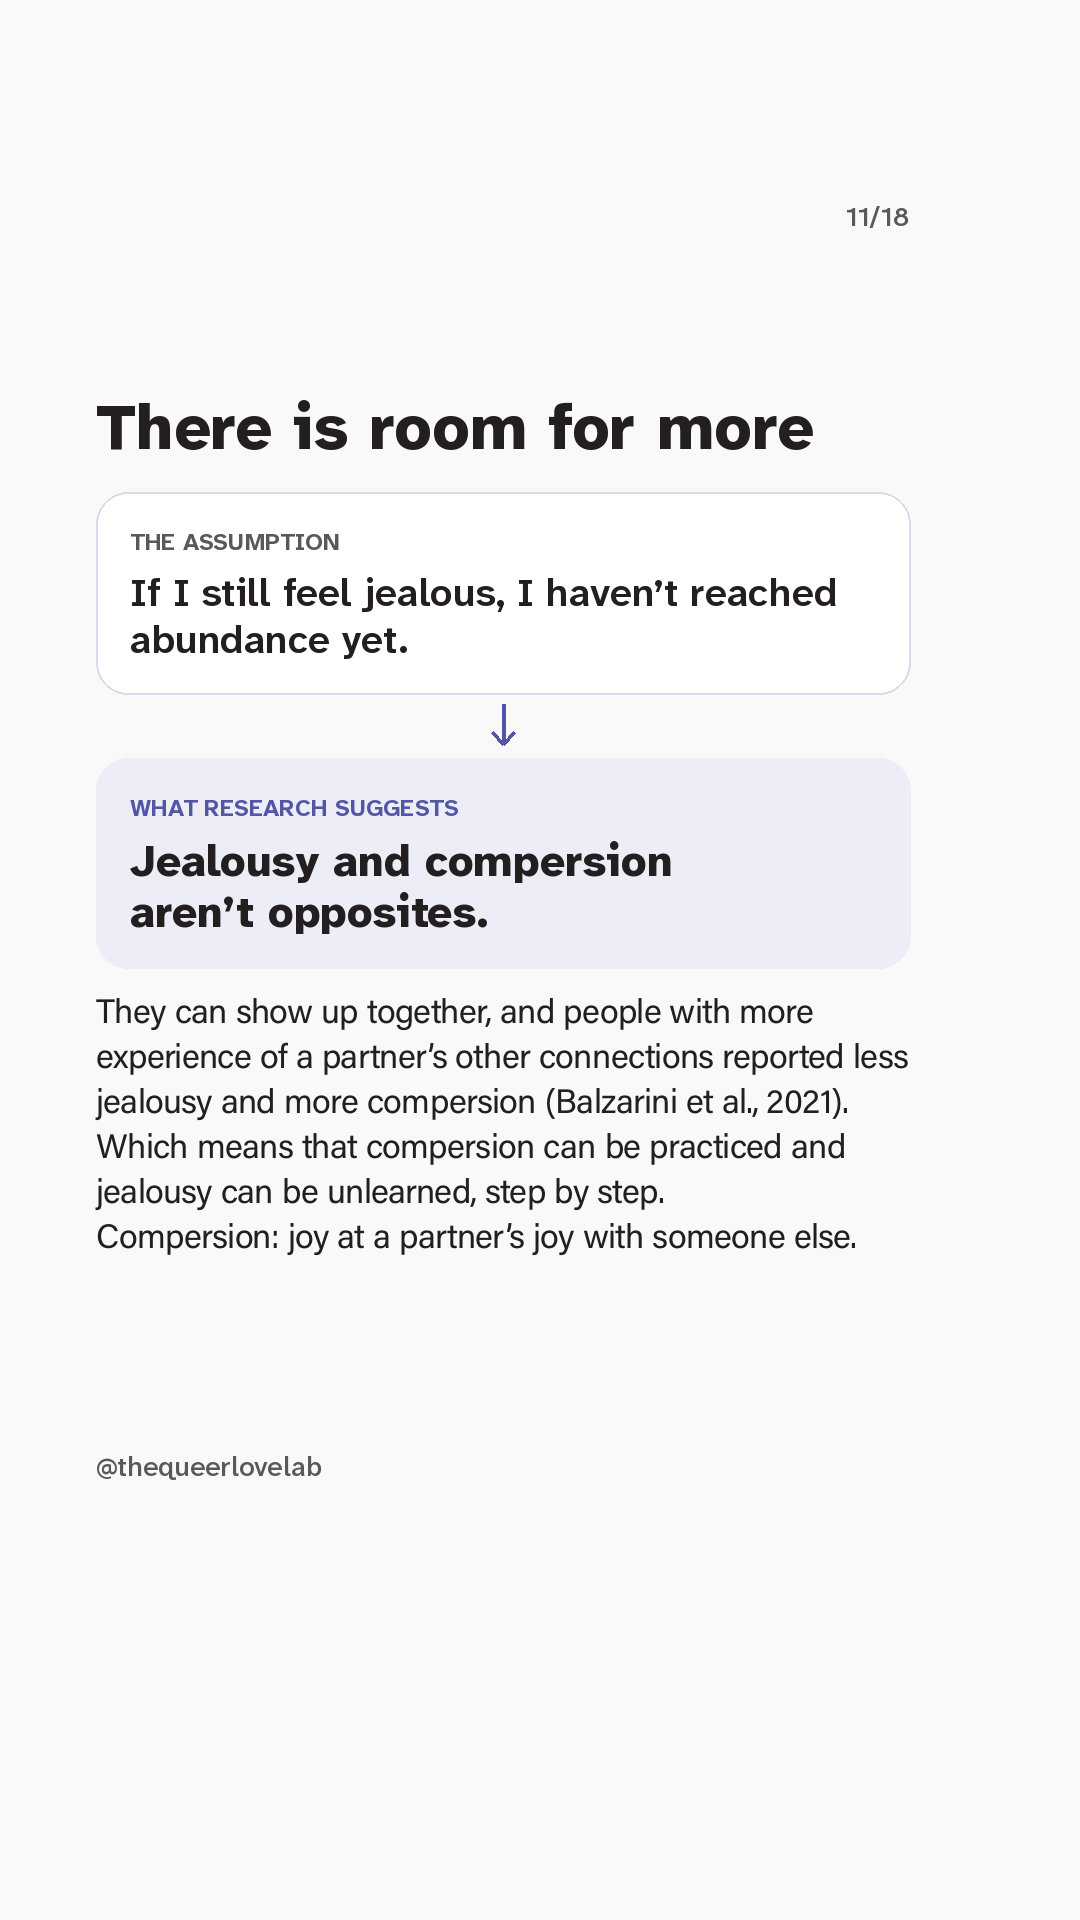 11/18
There is room for more
THE ASSUMPTION
If I still feel jealous, I haven’t reached
abundance yet.
WHAT RESEARCH SUGGESTS
Jealousy and compersion
aren’t opposites.
They can show up together, and people with more
experience of a partner’s other connections reported less
jealousy and more compersion (Balzarini et al., 2021).
Which means that compersion can be practiced and
jealousy can be unlearned, step by step.
Compersion: joy at a partner’s joy with someone else.
@thequeerlovelab